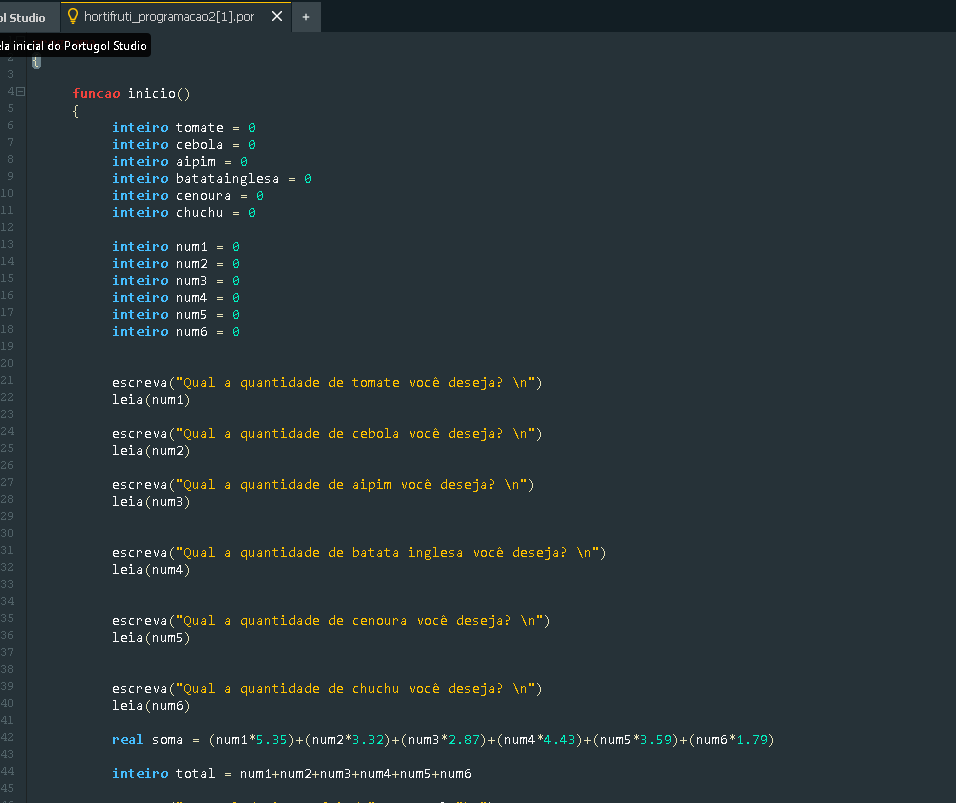 ol Studio
hortifruti_programacao2[1].por
+
ela inicial do Portugol Studio
2 {
3
4 funcao inicio()
5 {
6 inteiro tomate = 0
7 inteiro cebola = 0
8 inteiro aipim = 0
9 inteiro batatainglesa = 0
10 inteiro cenoura = 0
11 inteiro chuchu = 0
12
13 inteiro num1 = 0
14 inteiro num2 = 0
15 inteiro num3 = 0
16 inteiro num4 = 0
17 inteiro num5 = 0
18 inteiro num6 = 0
19
20
21 escreva("Qual a quantidade de tomate você deseja? \n")
22 leia(num1)
23
24 escreva("Qual a quantidade de cebola você deseja? \n")
25 leia(num2)
26
27 escreva("Qual a quantidade de aipim você deseja? \n")
28 leia(num3)
29
30
31 escreva("Qual a quantidade de batata inglesa você deseja? \n")
32 leia(num4)
33
34
35 escreva("Qual a quantidade de cenoura você deseja? \n")
36 leia(num5)
37
38
39 escreva("Qual a quantidade de chuchu você deseja? \n")
40 leia(num6)
41
42 real soma = (num1*5.35)+(num2*3.32)+(num3*2.87)+(num4*4.43)+(num5*3.59)+(num6*1.79)
43
44 inteiro total = num1+num2+num3+num4+num5+num6
45